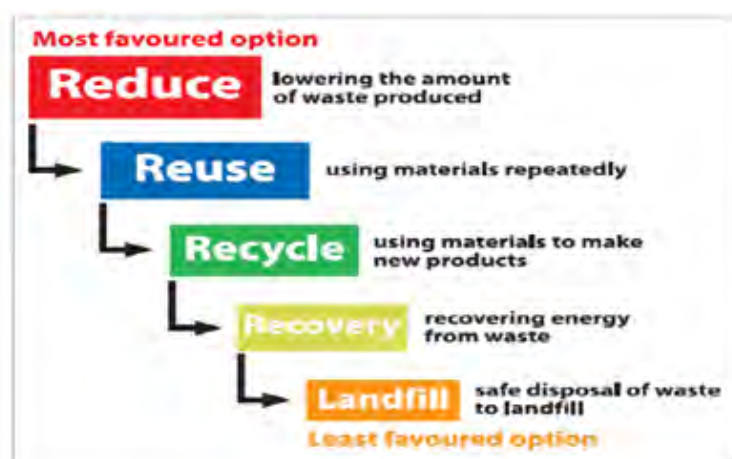 Most favoured option
Reduce
lowering the amount
of waste produced
Reuse
using materials repeatedly
Recycle
using materials to make
new products
Recovery
recovering energy
from waste
Landfill
safe disposal of waste
to landfill
Least favoured option